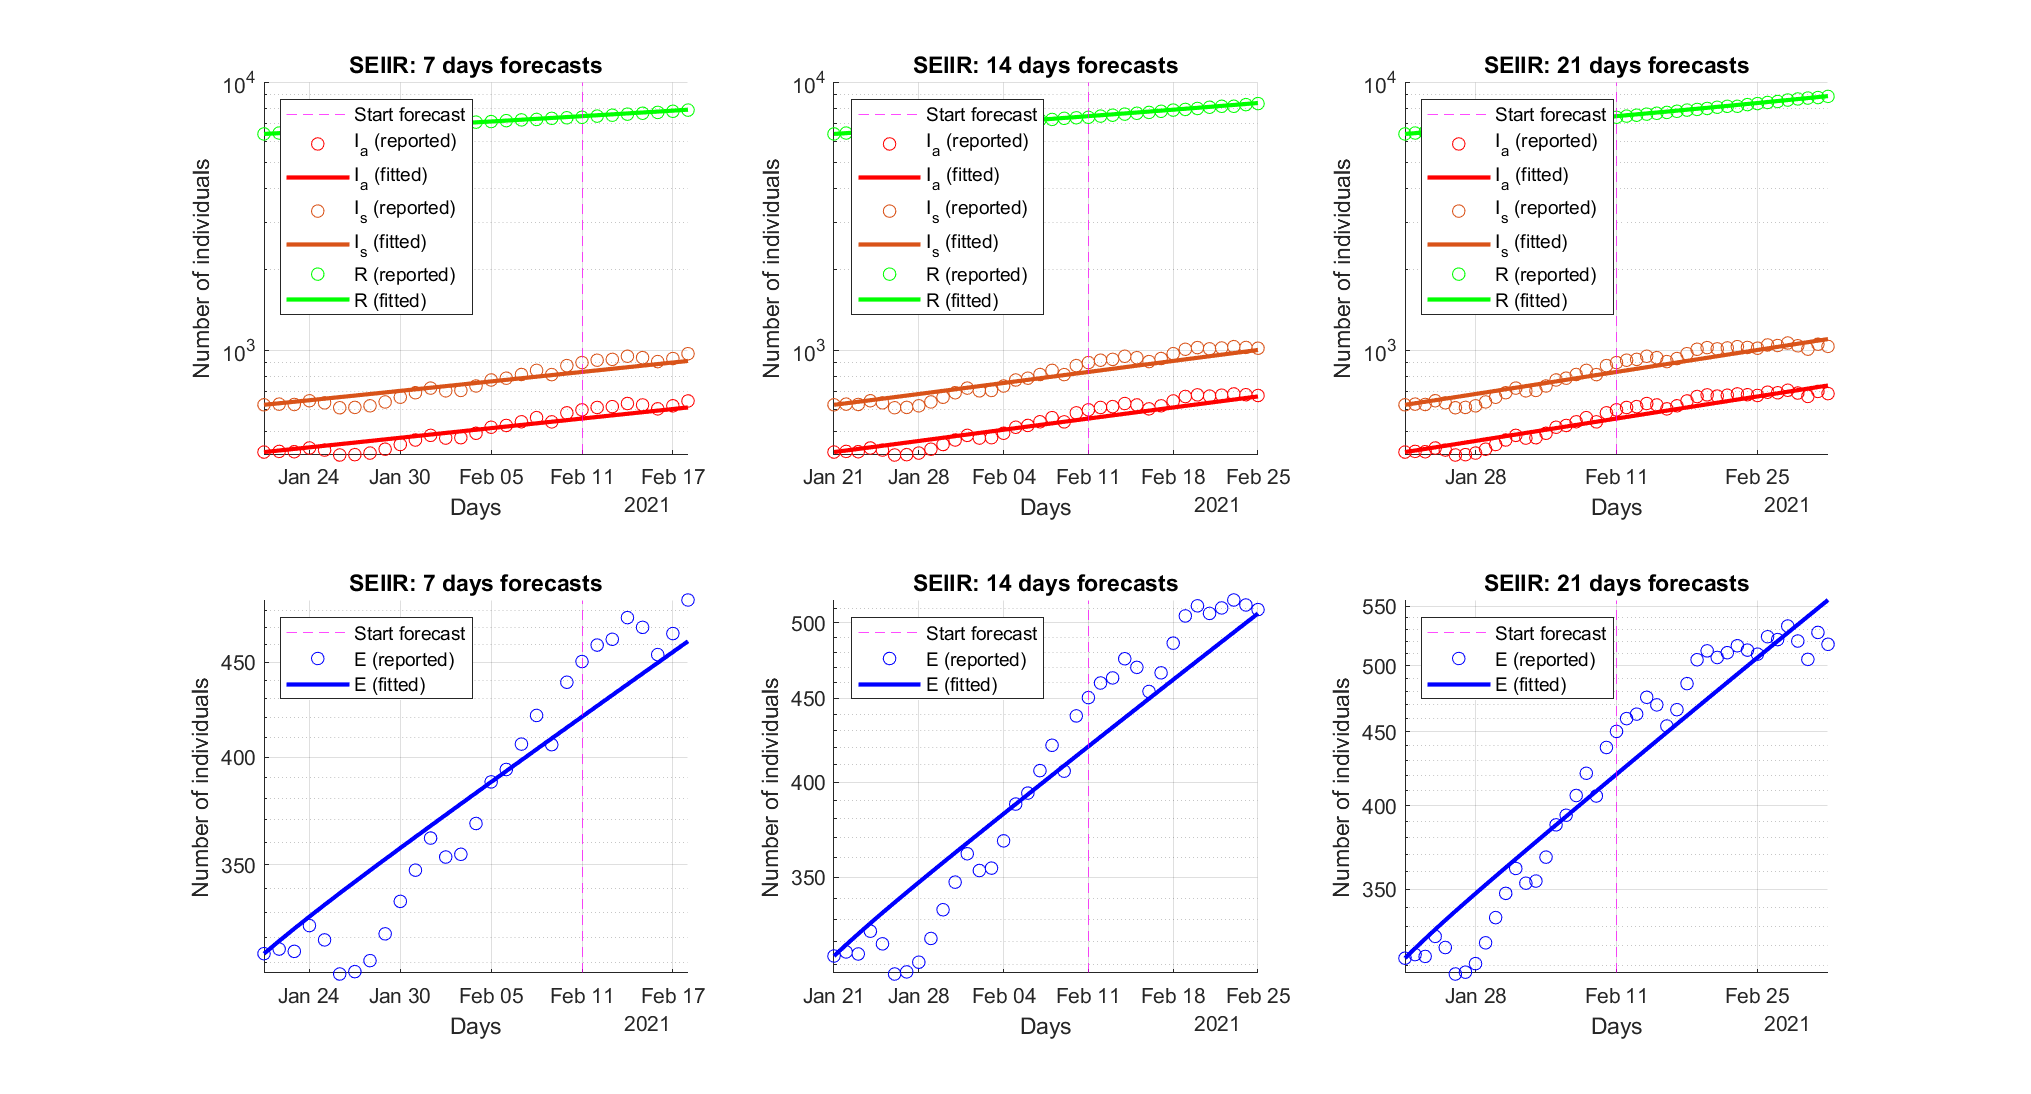 SEIIR: 7 days forecasts
10^4
10^3
Number of individuals
Start forecast
I_a (reported)
I_a (fitted)
I_s (reported)
I_s (fitted)
R (reported)
R (fitted)
Jan 24 Jan 30 Feb 05 Feb 11 Feb 17
Days
2021
SEIIR: 14 days forecasts
10^4
10^3
Number of individuals
Start forecast
I_a (reported)
I_a (fitted)
I_s (reported)
I_s (fitted)
R (reported)
R (fitted)
Jan 21 Jan 28 Feb 04 Feb 11 Feb 18 Feb 25
Days
2021
SEIIR: 21 days forecasts
10^4
10^3
Number of individuals
Start forecast
I_a (reported)
I_a (fitted)
I_s (reported)
I_s (fitted)
R (reported)
R (fitted)
Jan 28 Feb 11 Feb 25
Days
2021
SEIIR: 7 days forecasts
450
400
350
Number of individuals
Start forecast
E (reported)
E (fitted)
Jan 24 Jan 30 Feb 05 Feb 11 Feb 17
Days
2021
SEIIR: 14 days forecasts
500
450
400
350
Number of individuals
Start forecast
E (reported)
E (fitted)
Jan 21 Jan 28 Feb 04 Feb 11 Feb 18 Feb 25
Days
2021
SEIIR: 21 days forecasts
550
500
450
400
350
Number of individuals
Start forecast
E (reported)
E (fitted)
Jan 28 Feb 11 Feb 25
Days
2021